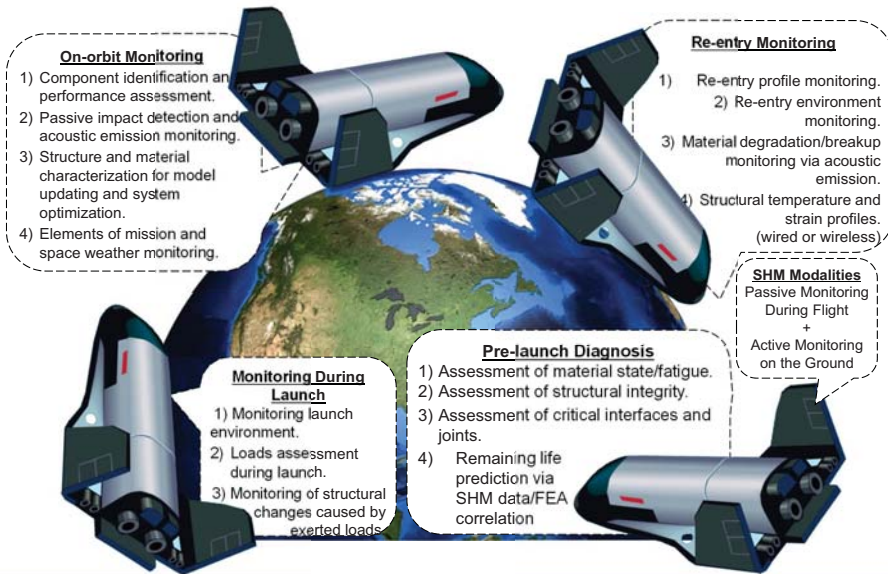 On-orbit Monitoring
1) Component identification an
performance assessment.
2) Passive impact detection and
acoustic emission monitoring.
3) Structure and material
characterization for model
updating and system
optimization.
4) Elements of mission and
space weather monitoring.
Re-entry Monitoring
1) Re-entry profile monitoring.
2) Re-entry environment
monitoring.
3) Material degradation/breakup
monitoring via acoustic
emission.
4) Structural temperature and
strain profiles.
(wired or wireless)
SHM Modalities
Passive Monitoring
During Flight
+
Active Monitoring
on the Ground
Monitoring During
Launch
1) Monitoring launch
environment.
2) Loads assessment
during launch.
3) Monitoring of structural
changes caused by
exerted loads.
Pre-launch Diagnosis
1) Assessment of material state/fatigue.
2) Assessment of structural integrity.
3) Assessment of critical interfaces and
joints.
4) Remaining life
prediction via
SHM data/FEA
correlation